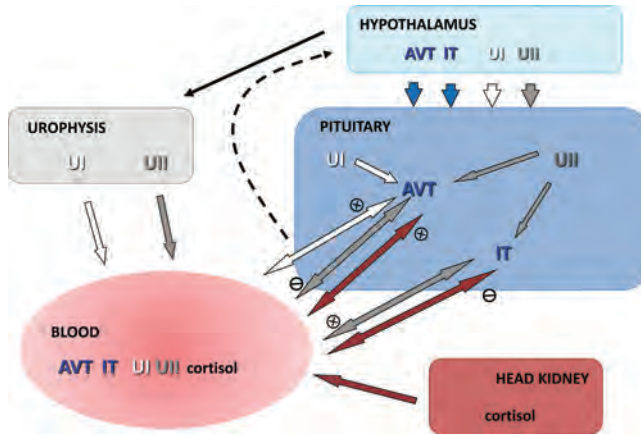 HYPOTHALAMUS
AVT IT UI UII
UROPHYSIS
UI UII
PITUITARY
UI
UII
AVT
⊕
⊕
IT
⊖
⊖
⊕
BLOOD
AVT IT UI UII cortisol
HEAD KIDNEY
cortisol